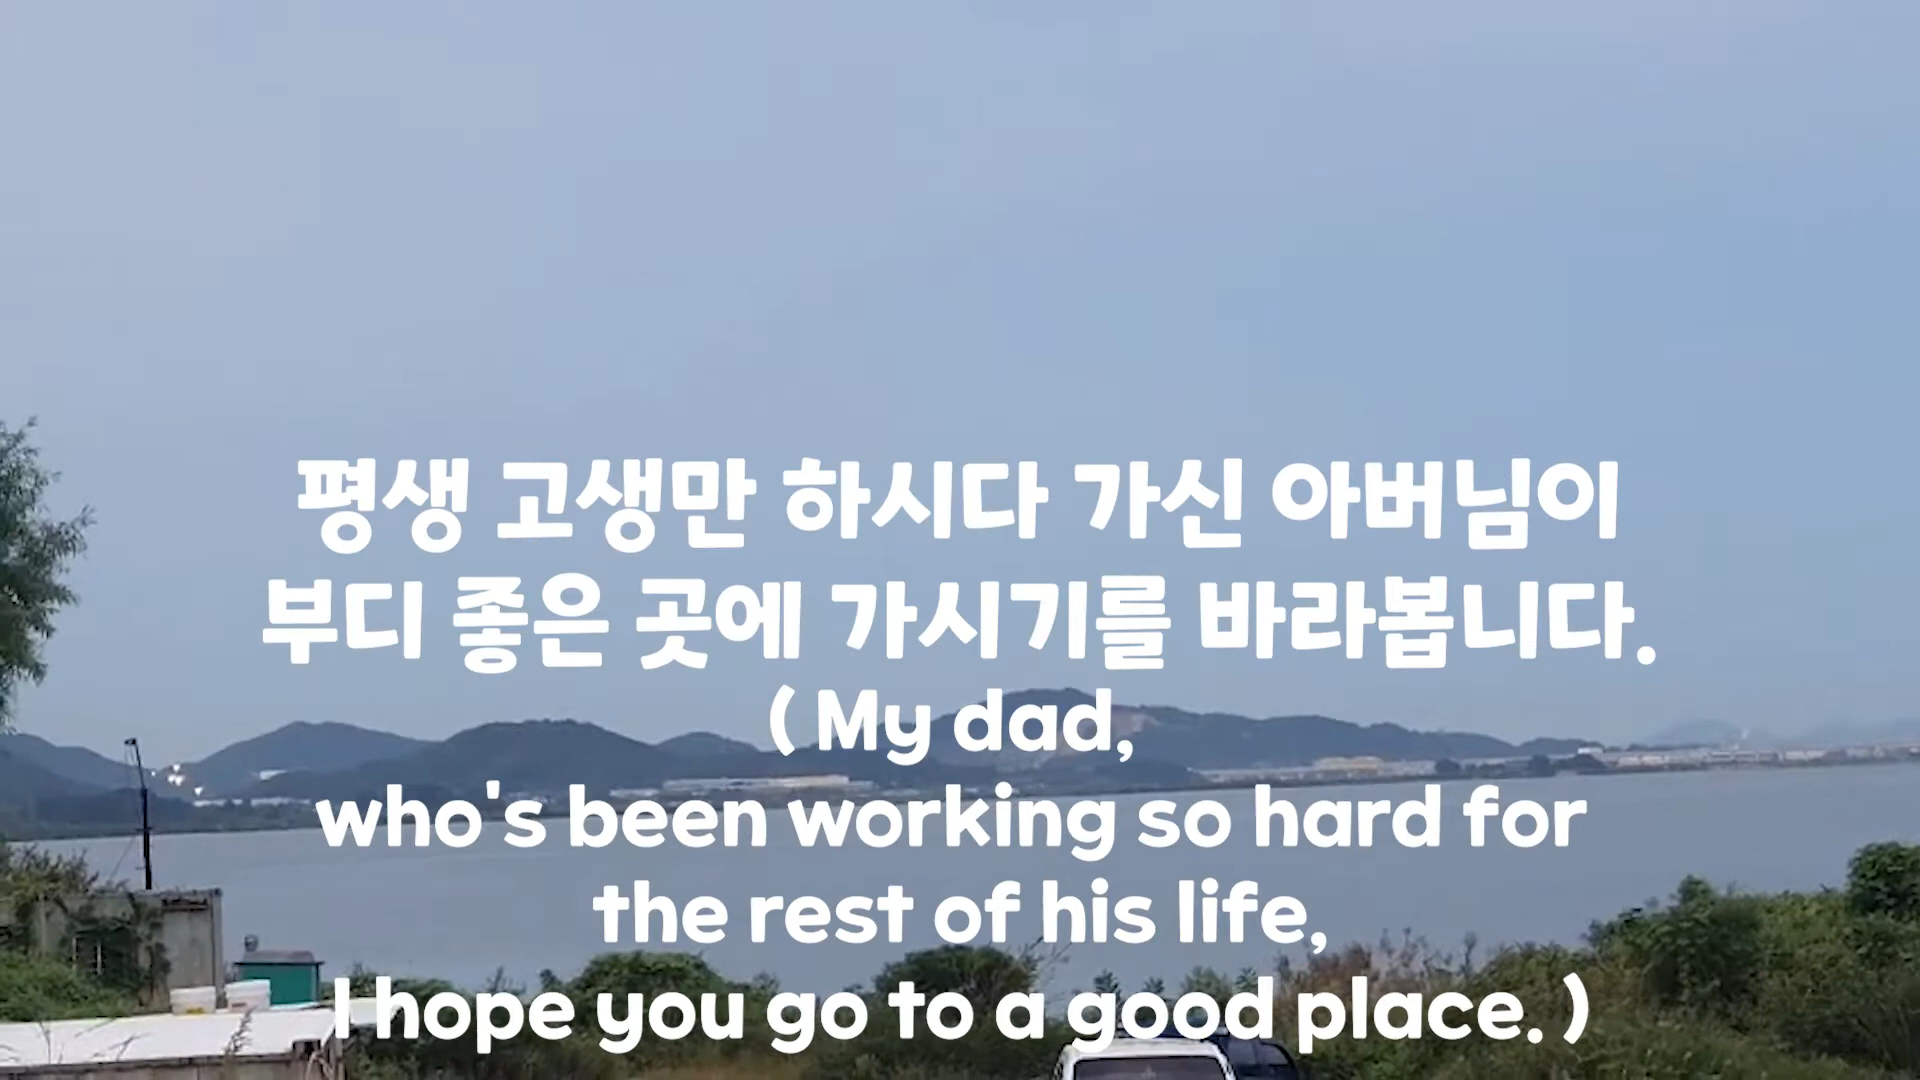 평생 고생만 하시다 가신 아버님이
부디 좋은 곳에 가시기를 바라봅니다.
( My dad,
who's been working so hard for
the rest of his life,
I hope you go to a good place. )